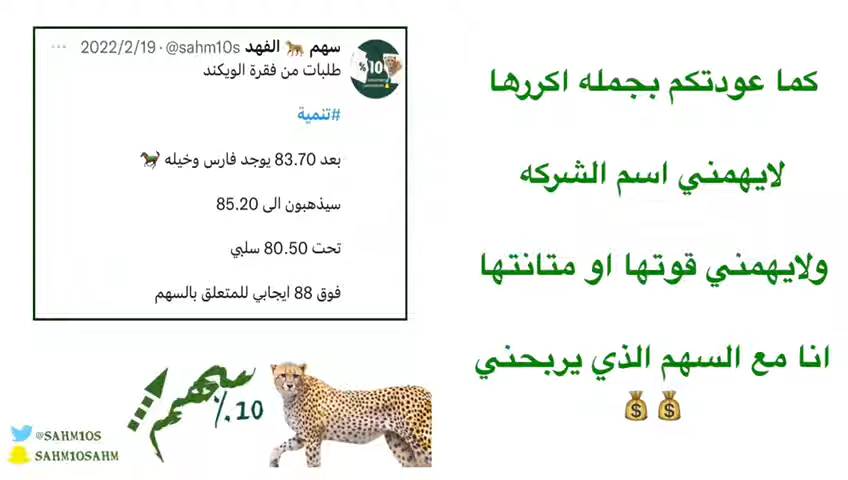 كما عودتكم بجمله اكررها
لايهمني اسم الشركه
ولايهمني قوتها او متانتها
انا مع السهم الذي يربحني
💰💰
سهم 🐆 الفهد @sahm10s · 2022/2/19 ...
طلبات من فقرة الويكند
#تنمية
بعد 83.70 يوجد فارس وخيله 🐎
سيذهبون الى 85.20
تحت 80.50 سلبي
فوق 88 ايجابي للمتعلق بالسهم
%10
سهم
٪10
@SAHM10S
SAHM10SAHM